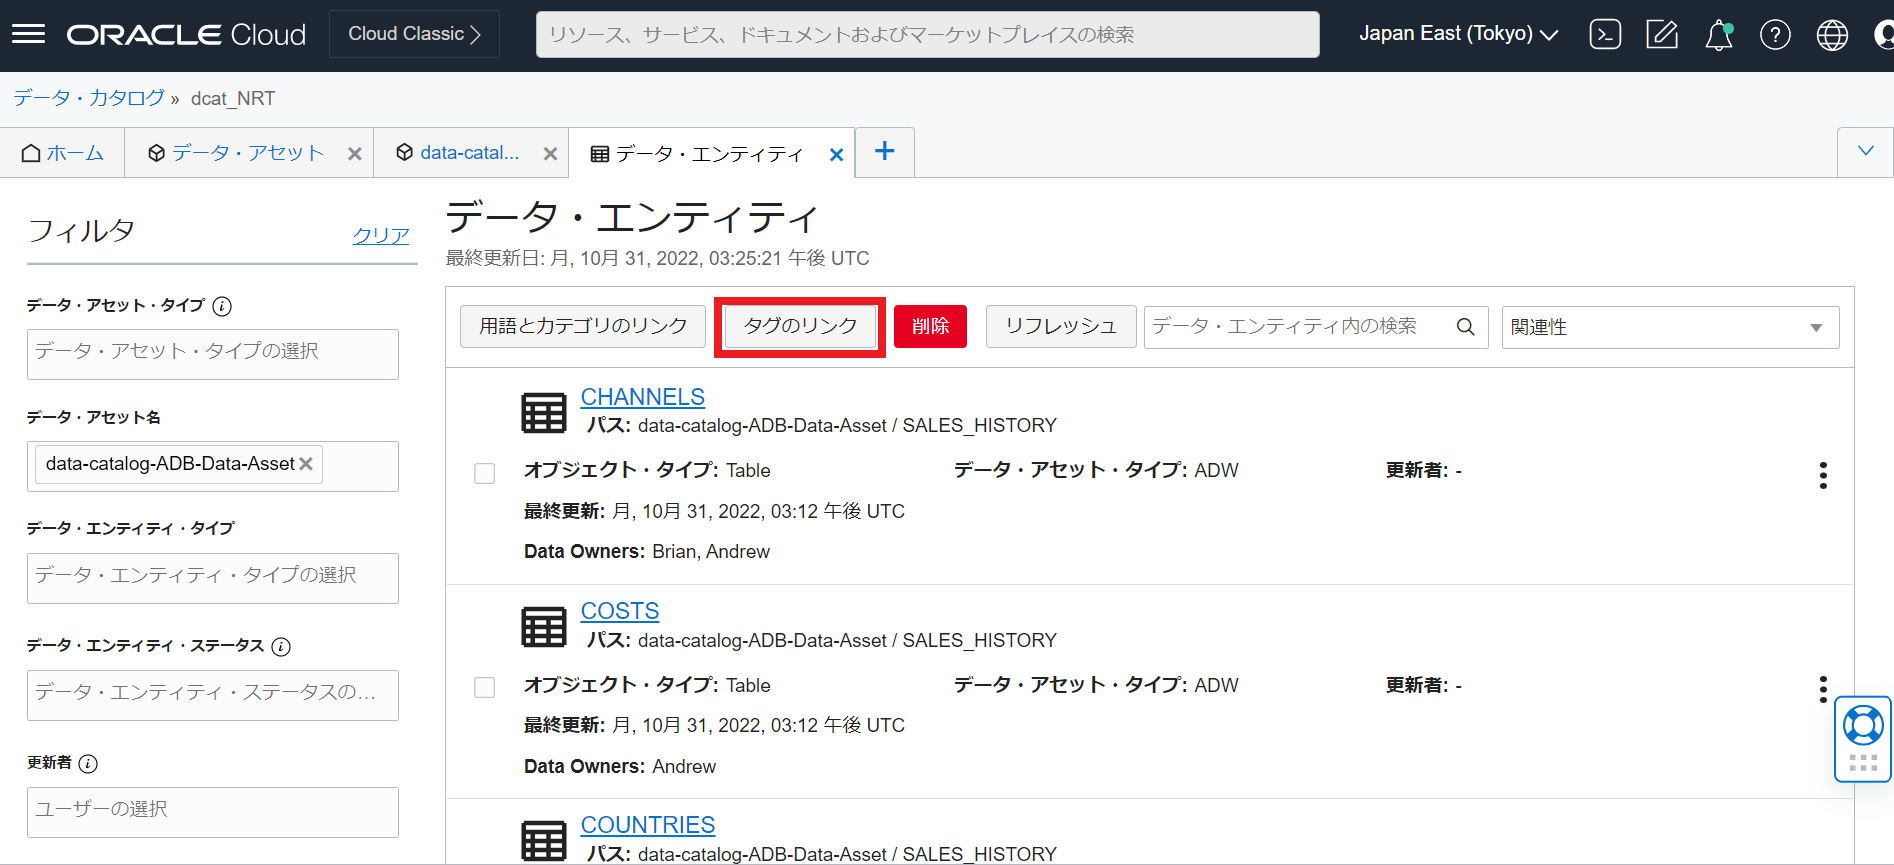 ORACLE Cloud
Cloud Classic
リソース、サービス、ドキュメントおよびマーケットプレイスの検索
Japan East (Tokyo)
データ・カタログ » dcat_NRT
ホーム
データ・アセット
data-catal...
データ・エンティティ
フィルタ
クリア
データ・アセット・タイプ
データ・アセット・タイプの選択
データ・アセット名
data-catalog-ADB-Data-Asset
データ・エンティティ・タイプ
データ・エンティティ・タイプの選択
データ・エンティティ・ステータス
データ・エンティティ・ステータスの...
更新者
ユーザーの選択
データ・エンティティ
最終更新日: 月, 10月 31, 2022, 03:25:21 午後 UTC
用語とカテゴリのリンク
タグのリンク
削除
リフレッシュ
データ・エンティティ内の検索
関連性
CHANNELS
パス: data-catalog-ADB-Data-Asset / SALES_HISTORY
オブジェクト・タイプ: Table
データ・アセット・タイプ: ADW
更新者: -
最終更新: 月, 10月 31, 2022, 03:12 午後 UTC
Data Owners: Brian, Andrew
COSTS
パス: data-catalog-ADB-Data-Asset / SALES_HISTORY
オブジェクト・タイプ: Table
データ・アセット・タイプ: ADW
更新者: -
最終更新: 月, 10月 31, 2022, 03:12 午後 UTC
Data Owners: Andrew
COUNTRIES
パス: data-catalog-ADB-Data-Asset / SALES_HISTORY